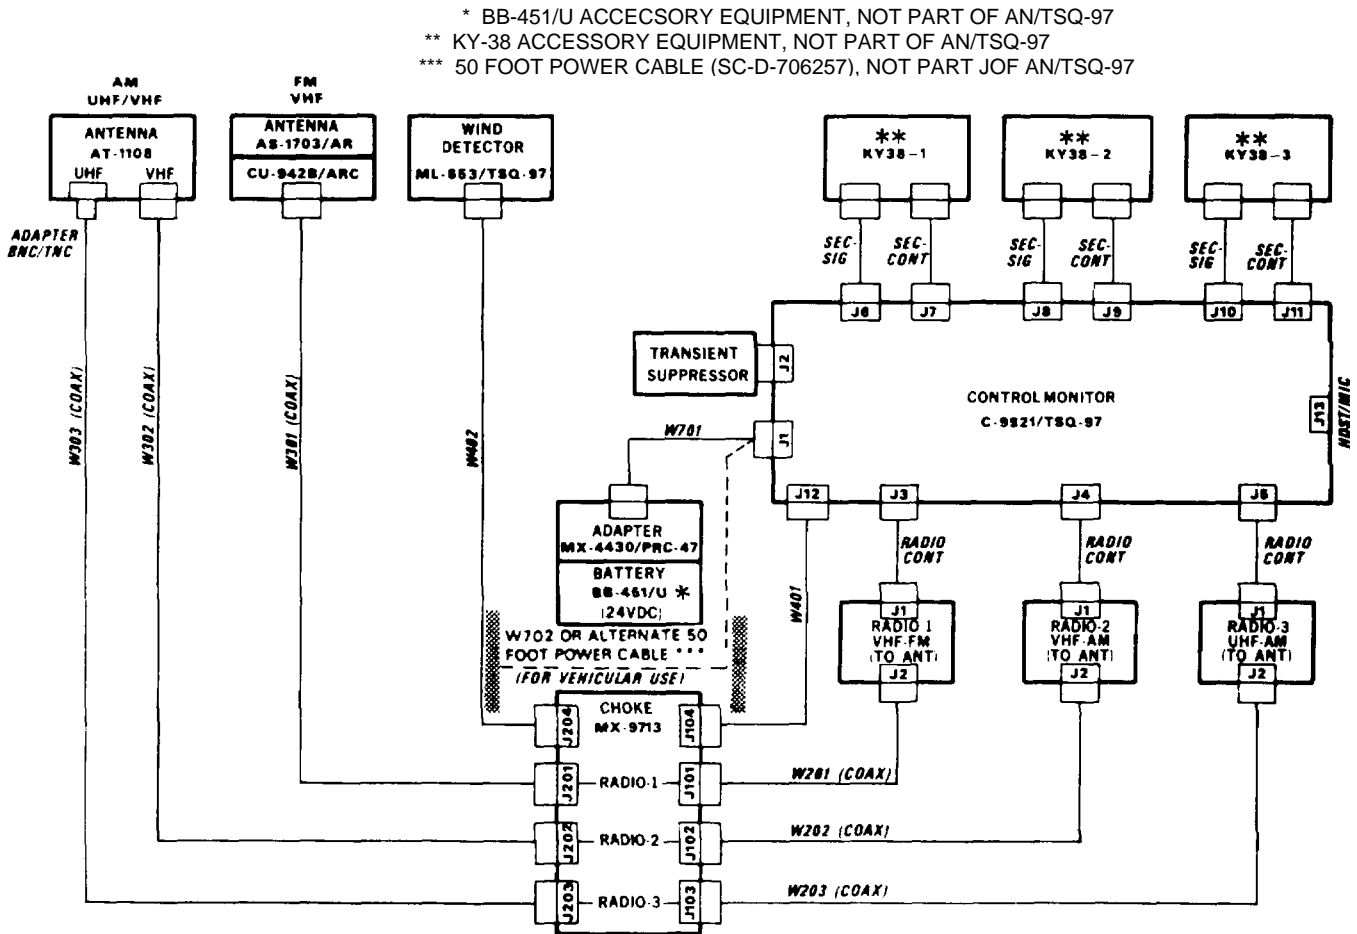 * BB-451/U ACCECSORY EQUIPMENT, NOT PART OF AN/TSQ-97
** KY-38 ACCESSORY EQUIPMENT, NOT PART OF AN/TSQ-97
*** 50 FOOT POWER CABLE (SC-D-706257), NOT PART JOF AN/TSQ-97
AM
UHF/VHF
ANTENNA
AT-1108
UHF VHF
FM
VHF
ANTENNA
AS-1703/AR
CU-942B/ARC
WIND
DETECTOR
ML-653/TSQ-97
**
KY38-1
**
KY38-2
**
KY38-3
ADAPTER
BNC/TNC
SEC-
SIG
SEC-
CONT
SEC-
SIG
SEC-
CONT
SEC-
SIG
SEC-
CONT
J6
J7
J8
J9
J10
J11
TRANSIENT
SUPPRESSOR
J2
CONTROL MONITOR
C-9821/TSQ-97
J13
HDST/MIC
W303 (COAX)
W302 (COAX)
W301 (COAX)
W402
W701
J1
J12
J3
J4
J5
ADAPTER
MX-4430/PRC-47
BATTERY
BB-451/U *
(24VDC)
W401
RADIO
CONT
RADIO
CONT
RADIO
CONT
J1
RADIO 1
VHF-FM
(TO ANT)
J2
J1
RADIO-2
VHF-AM
(TO ANT)
J2
J1
RADIO-3
UHF-AM
(TO ANT)
J2
W702 OR ALTERNATE 50
FOOT POWER CABLE ***
(FOR VEHICULAR USE)
CHOKE
MX-9713
J204
J104
J201
RADIO-1
J101
W201 (COAX)
J202
RADIO-2
J102
W202 (COAX)
J203
RADIO-3
J103
W203 (COAX)